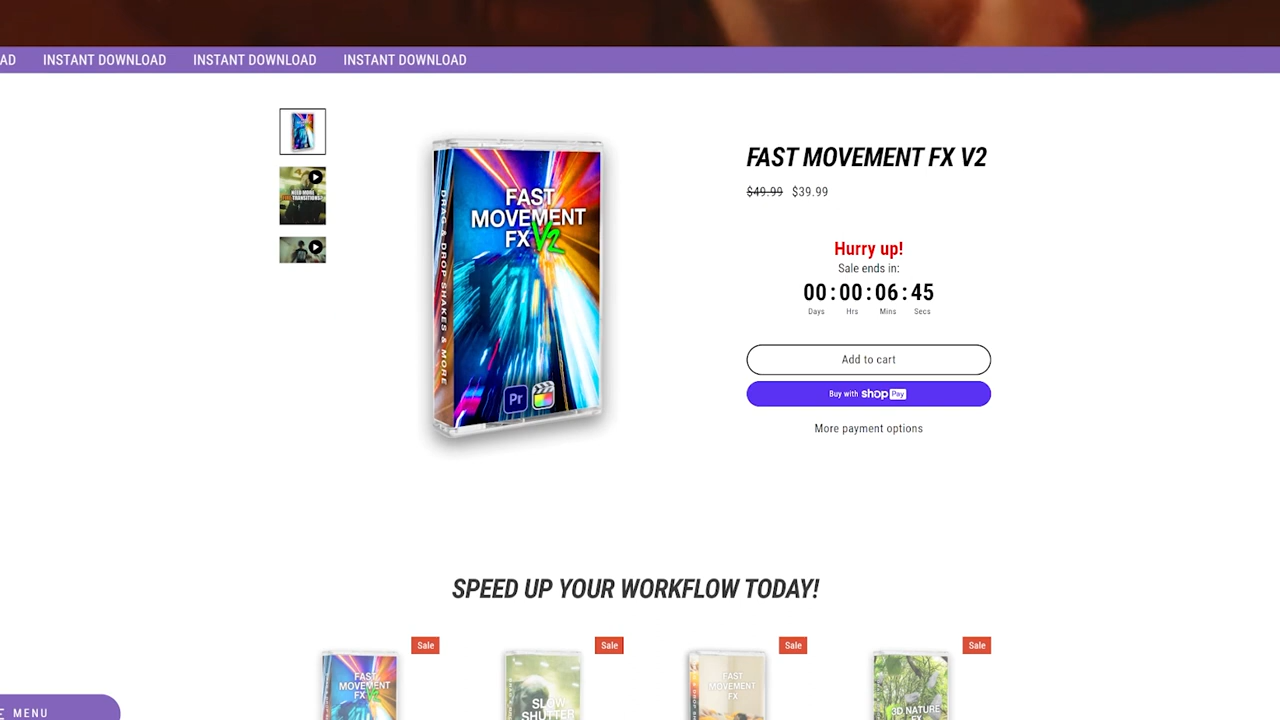 AD INSTANT DOWNLOAD INSTANT DOWNLOAD INSTANT DOWNLOAD
FAST
MOVEMENT
FX V2
DRAG & DROP SHAKES & MORE
Pr
FAST MOVEMENT FX V2
$49.99 $39.99
Hurry up!
Sale ends in:
00:00:06:45
Days Hrs Mins Secs
Add to cart
Buy with shop Pay
More payment options
SPEED UP YOUR WORKFLOW TODAY!
Sale Sale Sale Sale
FAST
MOVEMENT
FX V2
SLOW
SHUTTER
FAST
MOVEMENT
FX
3D NATURE
FX
MENU